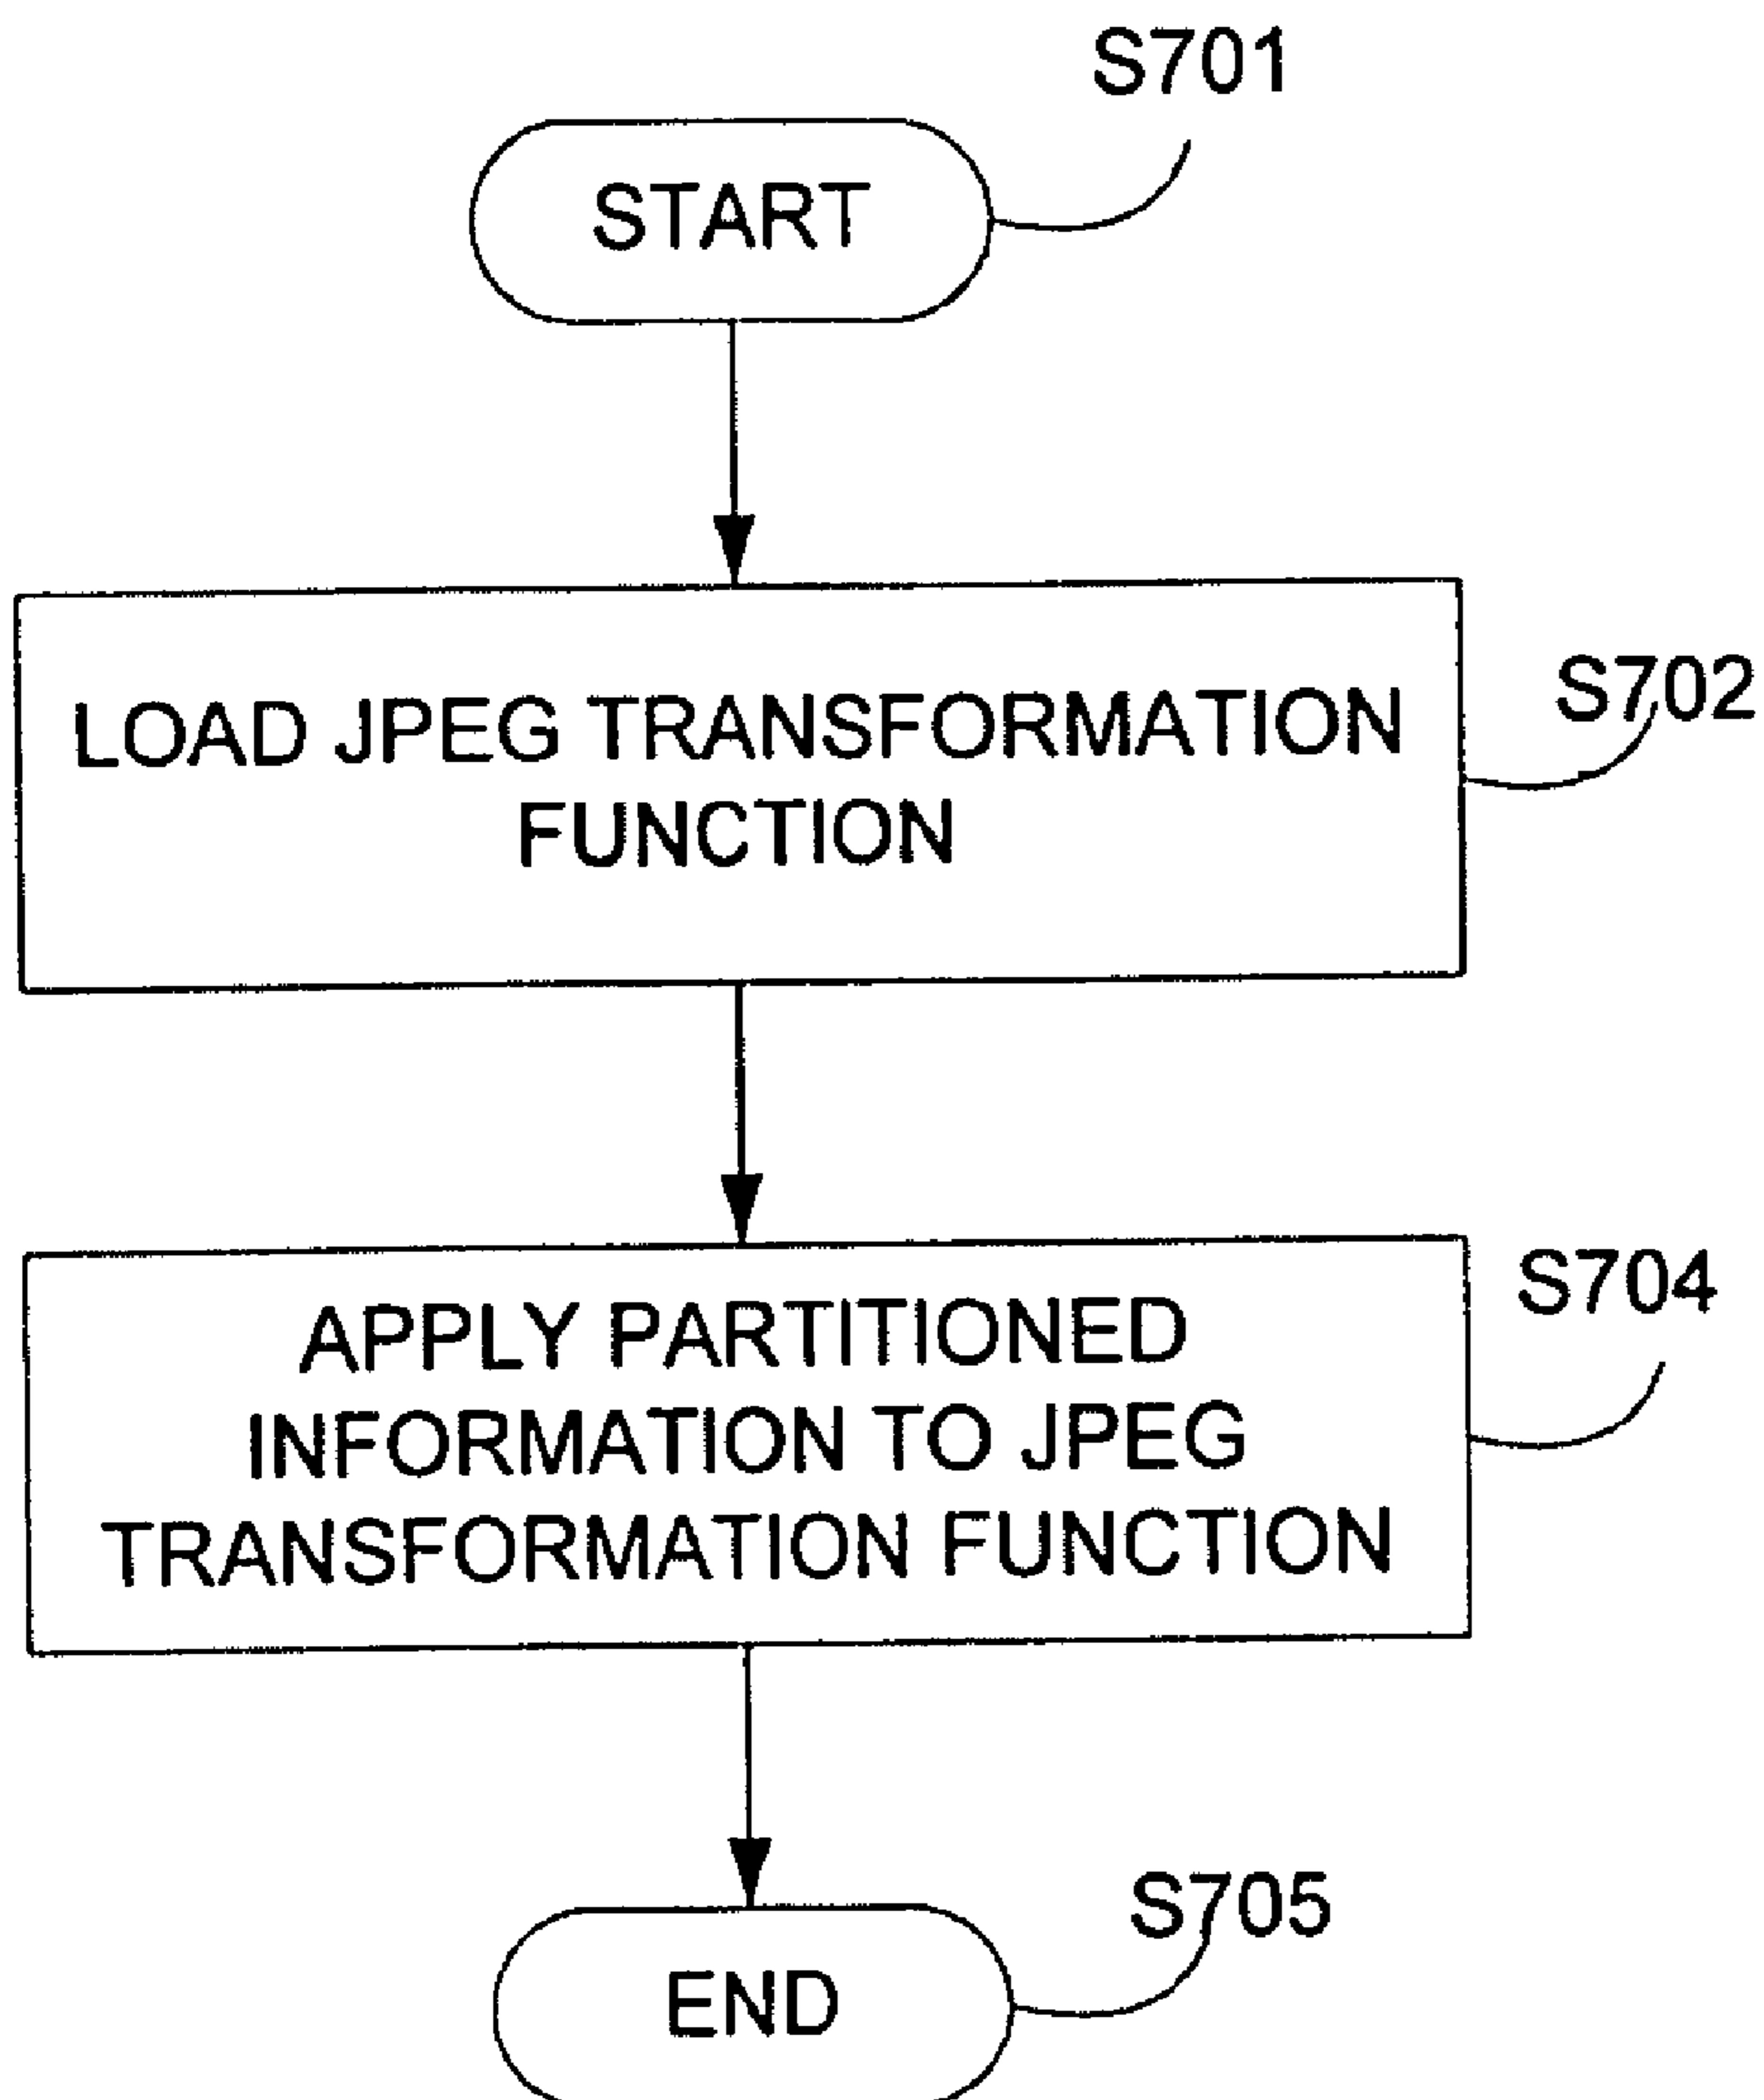 S701
START
LOAD JPEG TRANSFORMATION
FUNCTION
S702
APPLY PARTITIONED
INFORMATION TO JPEG
TRANSFORMATION FUNCTION
S704
END
S705